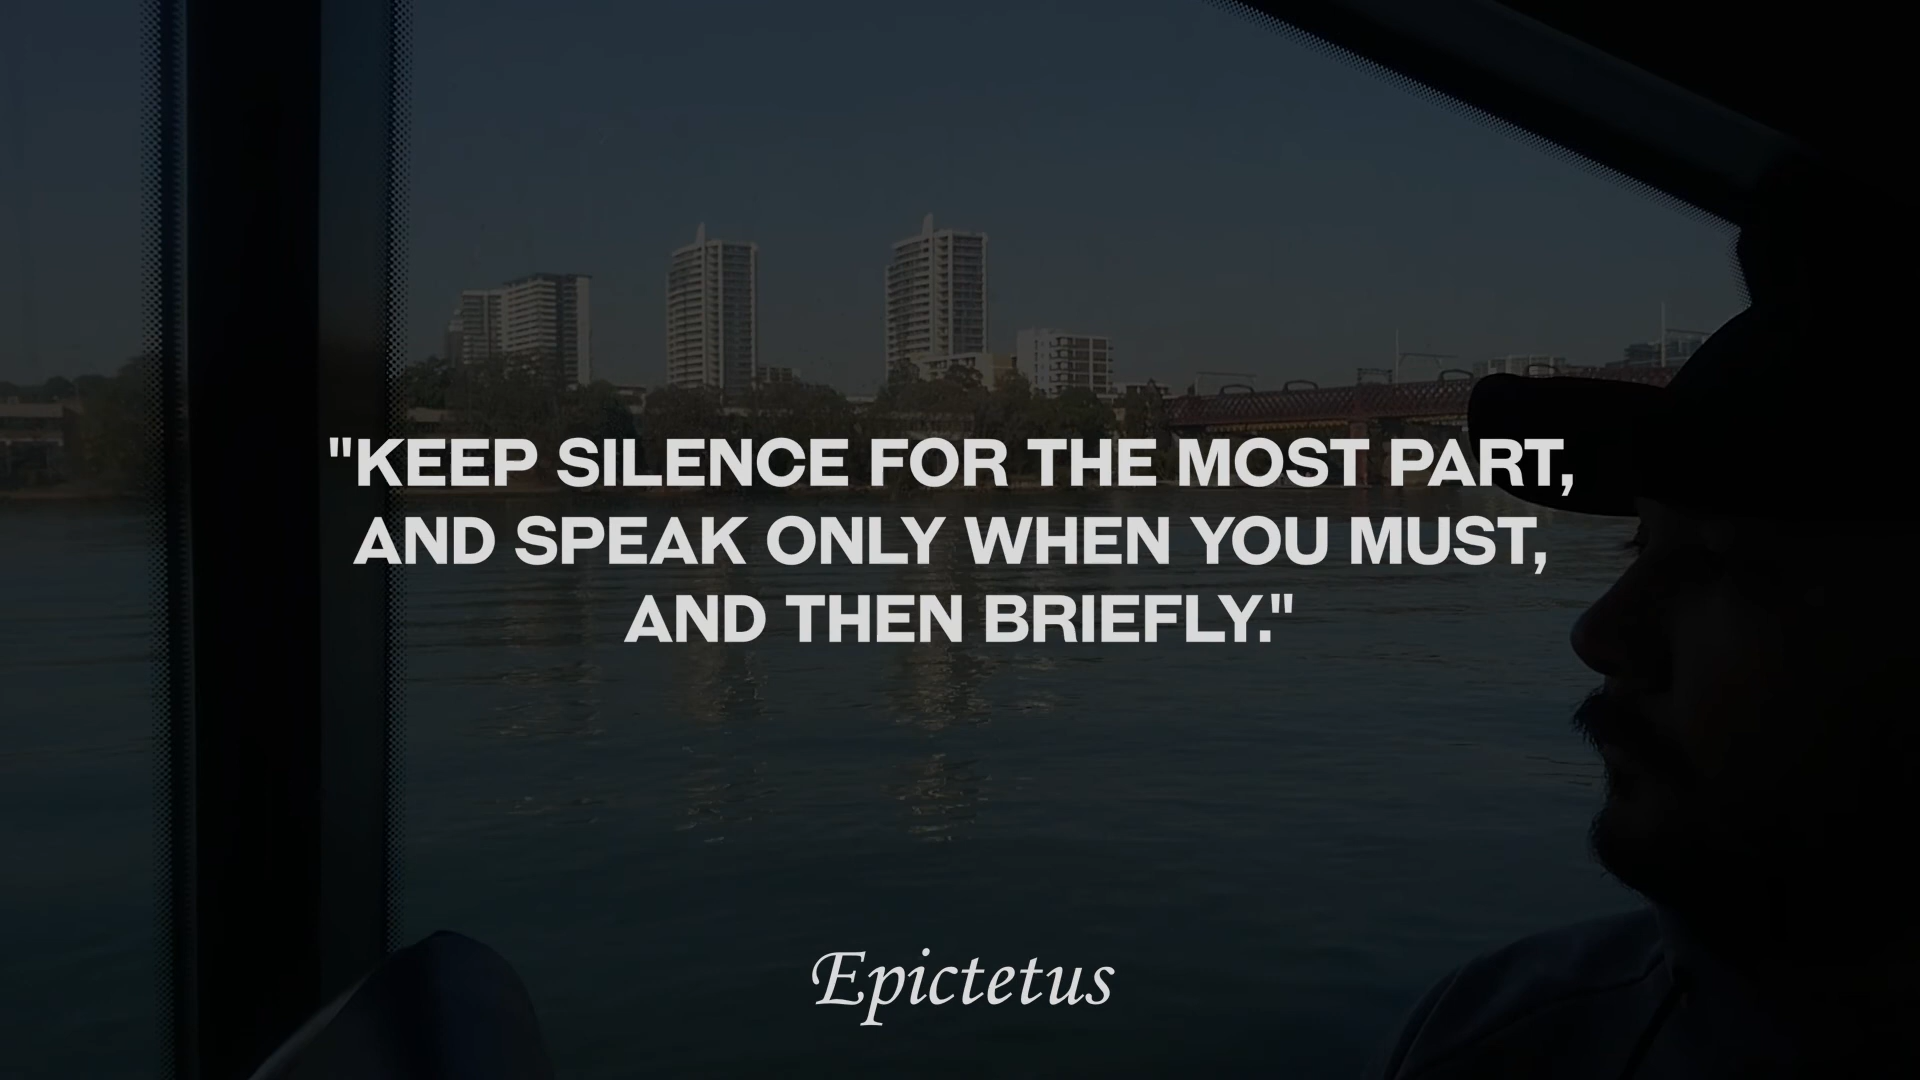 "KEEP SILENCE FOR THE MOST PART,
AND SPEAK ONLY WHEN YOU MUST,
AND THEN BRIEFLY."
Epictetus